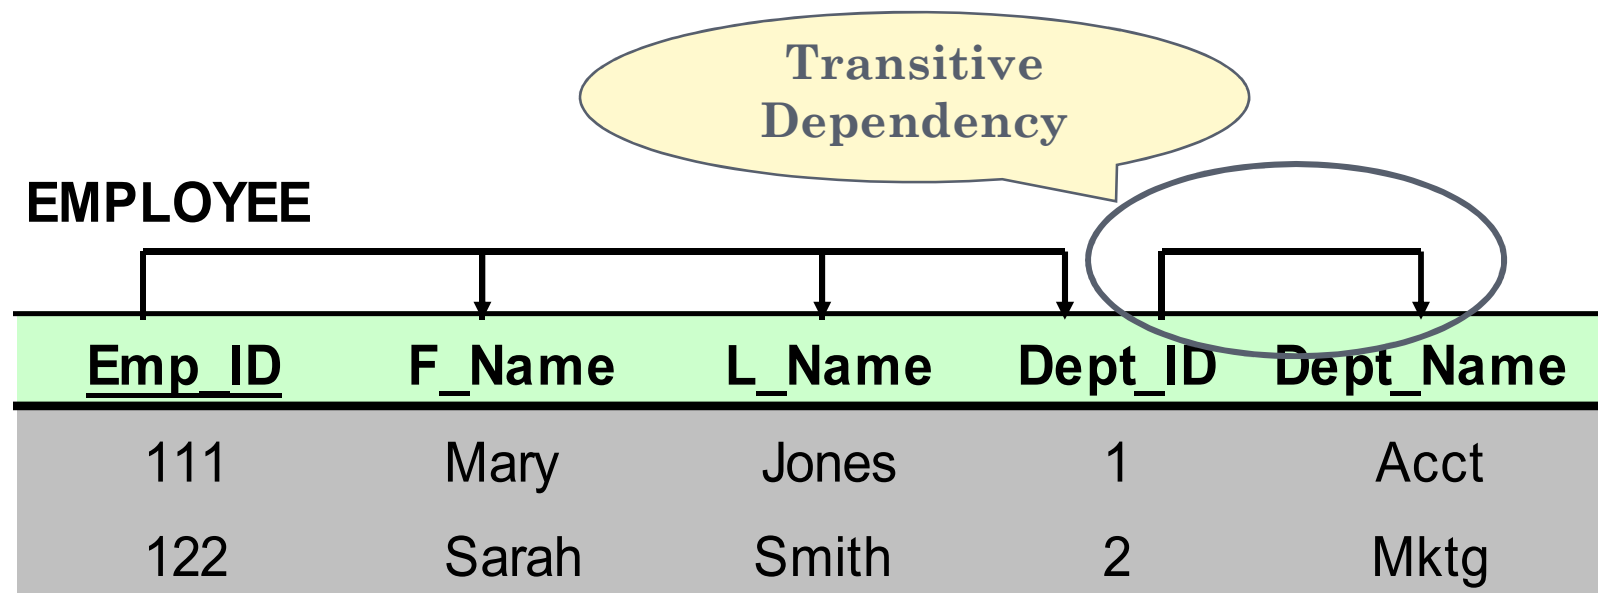 Transitive
Dependency
EMPLOYEE
Emp_ID F_Name L_Name Dept_ID Dept_Name
111 Mary Jones 1 Acct
122 Sarah Smith 2 Mktg